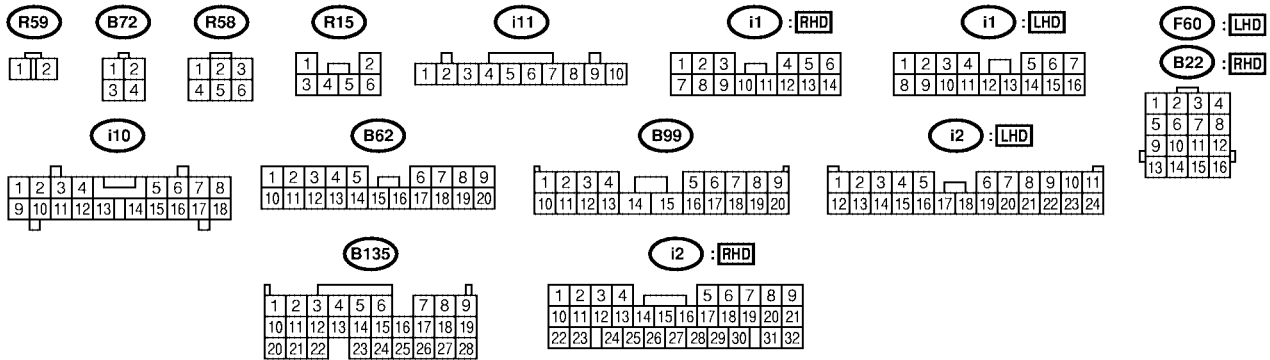 R59 B72 R58 R15 i11 i1 : RHD i1 : LHD F60 : LHD
B22 : RHD
1 2
1 2
3 4
1 2 3
4 5 6
1 2
3 4 5 6
1 2 3 4 5 6 7 8 9 10
1 2 3 4 5 6
7 8 9 10 11 12 13 14
1 2 3 4 5 6 7
8 9 10 11 12 13 14 15 16
1 2 3 4
5 6 7 8
9 10 11 12
13 14 15 16
i10 B62 B99 i2 : LHD
1 2 3 4 5 6 7 8
9 10 11 12 13 14 15 16 17 18
1 2 3 4 5 6 7 8 9
10 11 12 13 14 15 16 17 18 19 20
1 2 3 4 5 6 7 8 9
10 11 12 13 14 15 16 17 18 19 20
1 2 3 4 5 6 7 8 9 10 11
12 13 14 15 16 17 18 19 20 21 22 23 24
B135 i2 : RHD
1 2 3 4 5 6 7 8 9
10 11 12 13 14 15 16 17 18 19
20 21 22 23 24 25 26 27 28
1 2 3 4 5 6 7 8 9
10 11 12 13 14 15 16 17 18 19 20 21
22 23 24 25 26 27 28 29 30 31 32